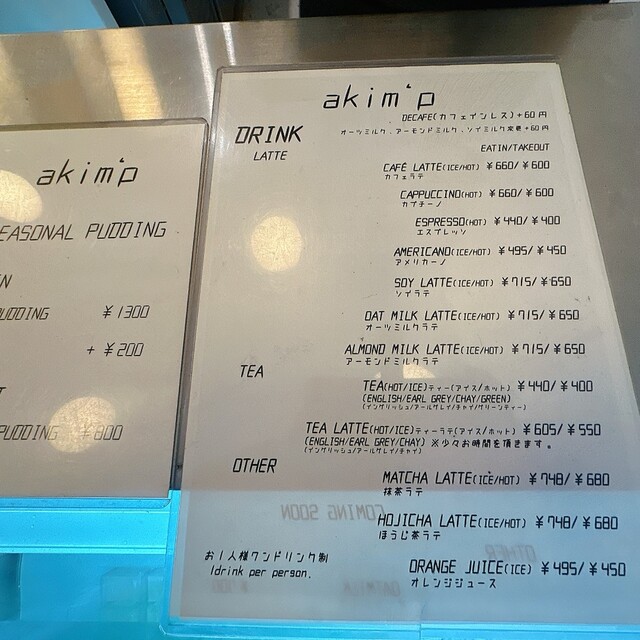 akim'p
EASONAL PUDDING
PUDDING ¥1300
+ ¥200
PUDDING ¥800
akim'p
DECAFE(カフェインレス)+60円
オーツミルク、アーモンドミルク、ソイミルク変更+60円
DRINK
EATIN/TAKEOUT
LATTE
CAFÉ LATTE(ICE/HOT) ¥660/¥600
カフェラテ
CAPPUCCINO(HOT) ¥660/¥600
カプチーノ
ESPRESSO(HOT) ¥440/¥400
エスプレッソ
AMERICANO(ICE/HOT) ¥495/¥450
アメリカーノ
SOY LATTE(ICE/HOT) ¥715/¥650
ソイラテ
OAT MILK LATTE(ICE/HOT) ¥715/¥650
オーツミルクラテ
ALMOND MILK LATTE(ICE/HOT) ¥715/¥650
アーモンドミルクラテ
TEA
TEA(HOT/ICE)ティー(アイス/ホット) ¥440/¥400
(ENGLISH/EARL GREY/CHAY/GREEN)
(イングリッシュ/アールグレイ/チャイ/グリーンティー)
TEA LATTE(HOT/ICE)ティーラテ(アイス/ホット) ¥605/¥550
(ENGLISH/EARL GREY/CHAY) ※少々お時間を頂きます。
(イングリッシュ/アールグレイ/チャイ)
OTHER
MATCHA LATTE(ICE/HOT) ¥748/¥680
抹茶ラテ
HOJICHA LATTE(ICE/HOT) ¥748/¥680
ほうじ茶ラテ
COMING SOON
OTHER
お1人様ワンドリンク制
1drink per person.
ORANGE JUICE(ICE) ¥495/¥450
オレンジジュース